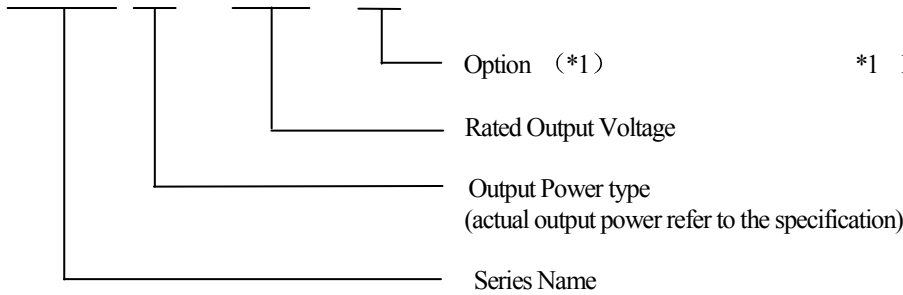 Option （*1） *1
Rated Output Voltage
Output Power type
(actual output power refer to the specification)
Series Name